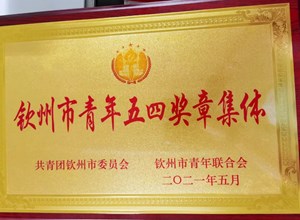 钦州市青年五四奖章集体
共青团钦州市委员会 钦州市青年联合会
二〇二一年五月